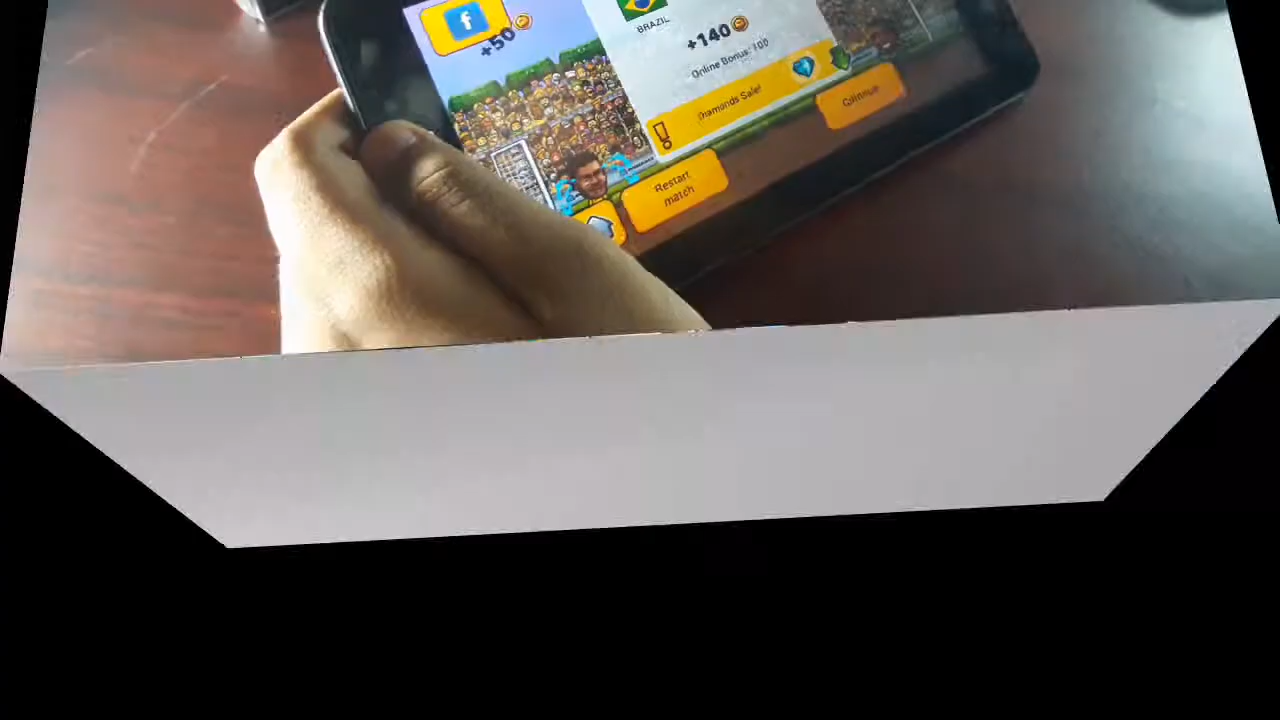 f
+50
BRAZIL
+140
Online Bonus: 100
Diamonds Sale!
Continue
Restart
match